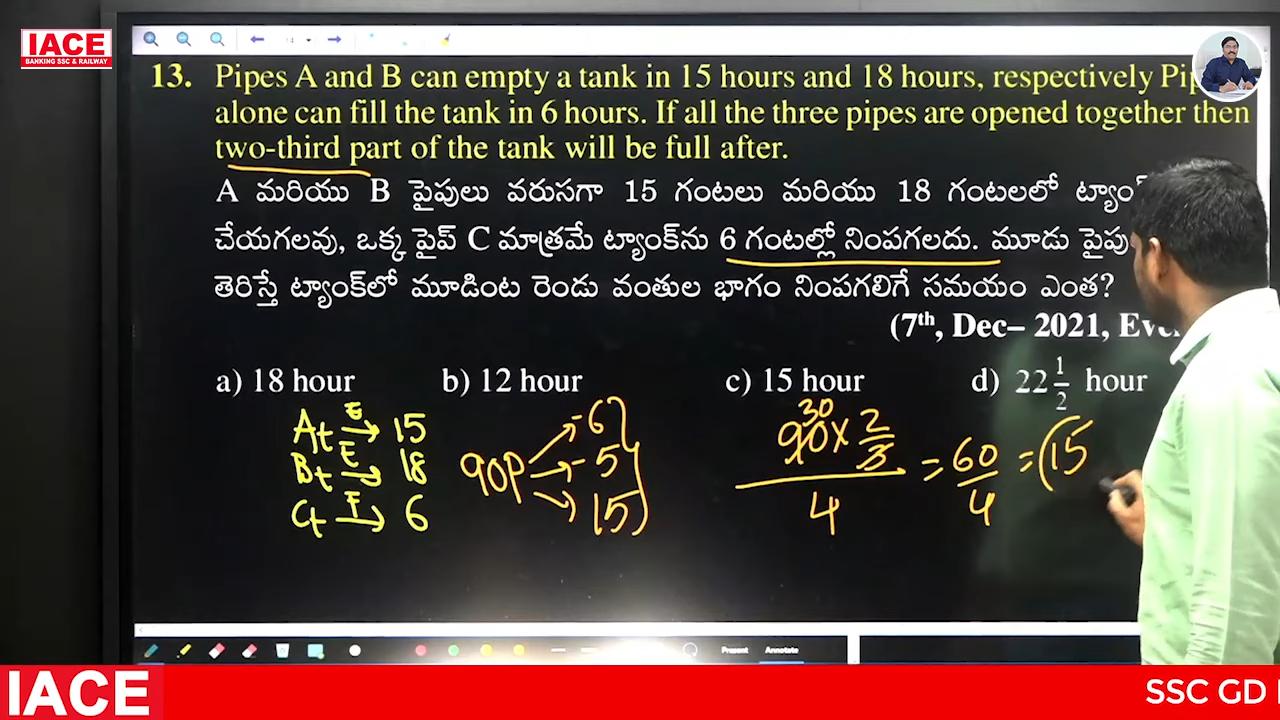 IACE
BANKING SSC & RAILWAY
13. Pipes A and B can empty a tank in 15 hours and 18 hours, respectively
alone can fill the tank in 6 hours. If all the three pipes are opened together then
two-third part of the tank will be full after.
A మరియు B పైపులు వరుసగా 15 గంటలు మరియు 18 గంటలలో
చేయగలవు, ఒక్క పైప్ C మాత్రమే ట్యాంక్‌ను 6 గంటల్లో నింపగలదు. మూడు
తెరిస్తే ట్యాంక్‌లో మూడింట రెండు వంతుల భాగం నింపగలిగే సమయం ఎంత?
(7th, Dec– 2021,
a) 18 hour b) 12 hour c) 15 hour d) 22 1/2 hour
At E→ 15
Bt E→ 18
Ct F→ 6
90P → -6
→ -5
→ 15
90 30 × 2/3 / 4 = 60/4 = (15
Present Annotate
IACE
SSC GD